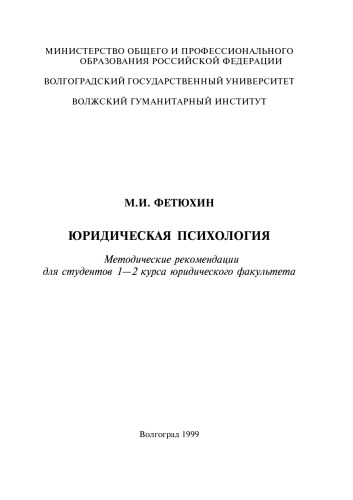 МИНИСТЕРСТВО ОБЩЕГО И ПРОФЕССИОНАЛЬНОГО
ОБРАЗОВАНИЯ РОССИЙСКОЙ ФЕДЕРАЦИИ
ВОЛГОГРАДСКИЙ ГОСУДАРСТВЕННЫЙ УНИВЕРСИТЕТ
ВОЛЖСКИЙ ГУМАНИТАРНЫЙ ИНСТИТУТ
М.И. ФЕТЮХИН
ЮРИДИЧЕСКАЯ ПСИХОЛОГИЯ
Методические рекомендации
для студентов 1—2 курса юридического факультета
Волгоград 1999